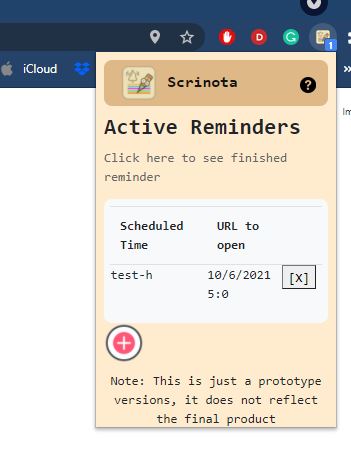 D
G
1
iCloud
»
Scrinota
?
Active Reminders
Click here to see finished
reminder
Scheduled URL to
Time open
test-h 10/6/2021 [X]
5:0
Note: This is just a prototype
versions, it does not reflect
the final product